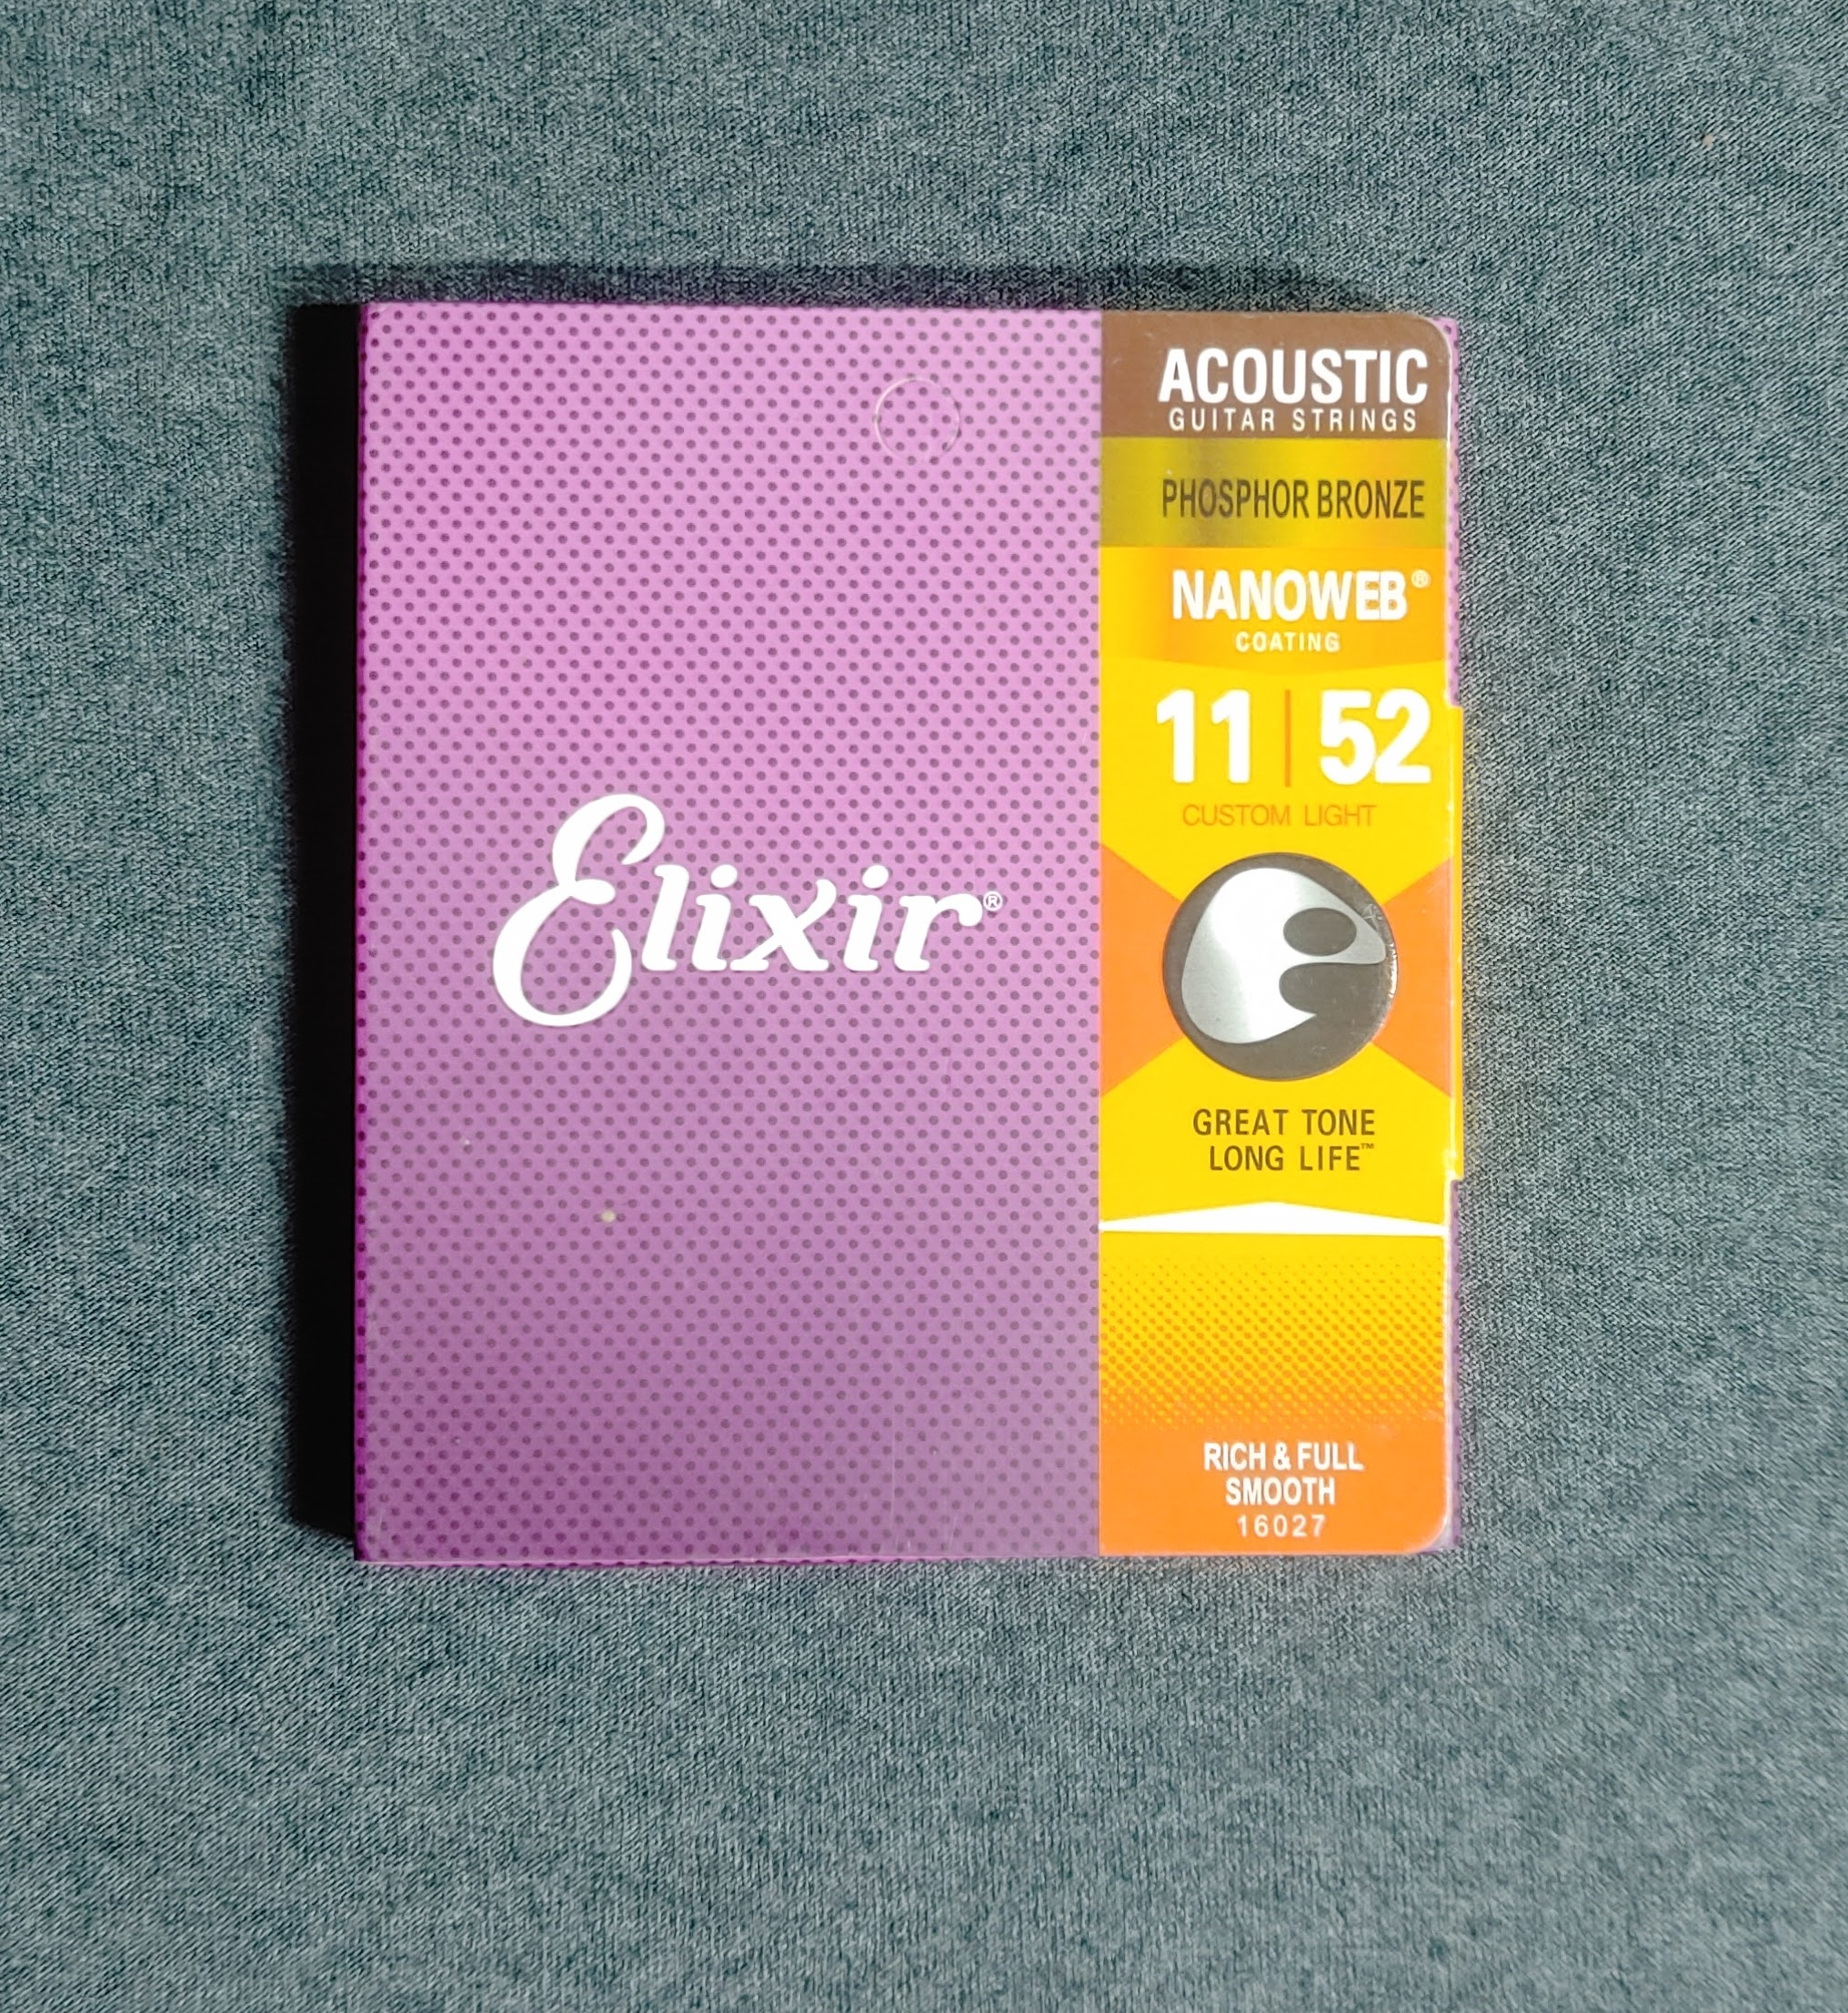 Elixir®
ACOUSTIC
GUITAR STRINGS
PHOSPHOR BRONZE
NANOWEB®
COATING
11 | 52
CUSTOM LIGHT
GREAT TONE
LONG LIFE™
RICH & FULL
SMOOTH
16027